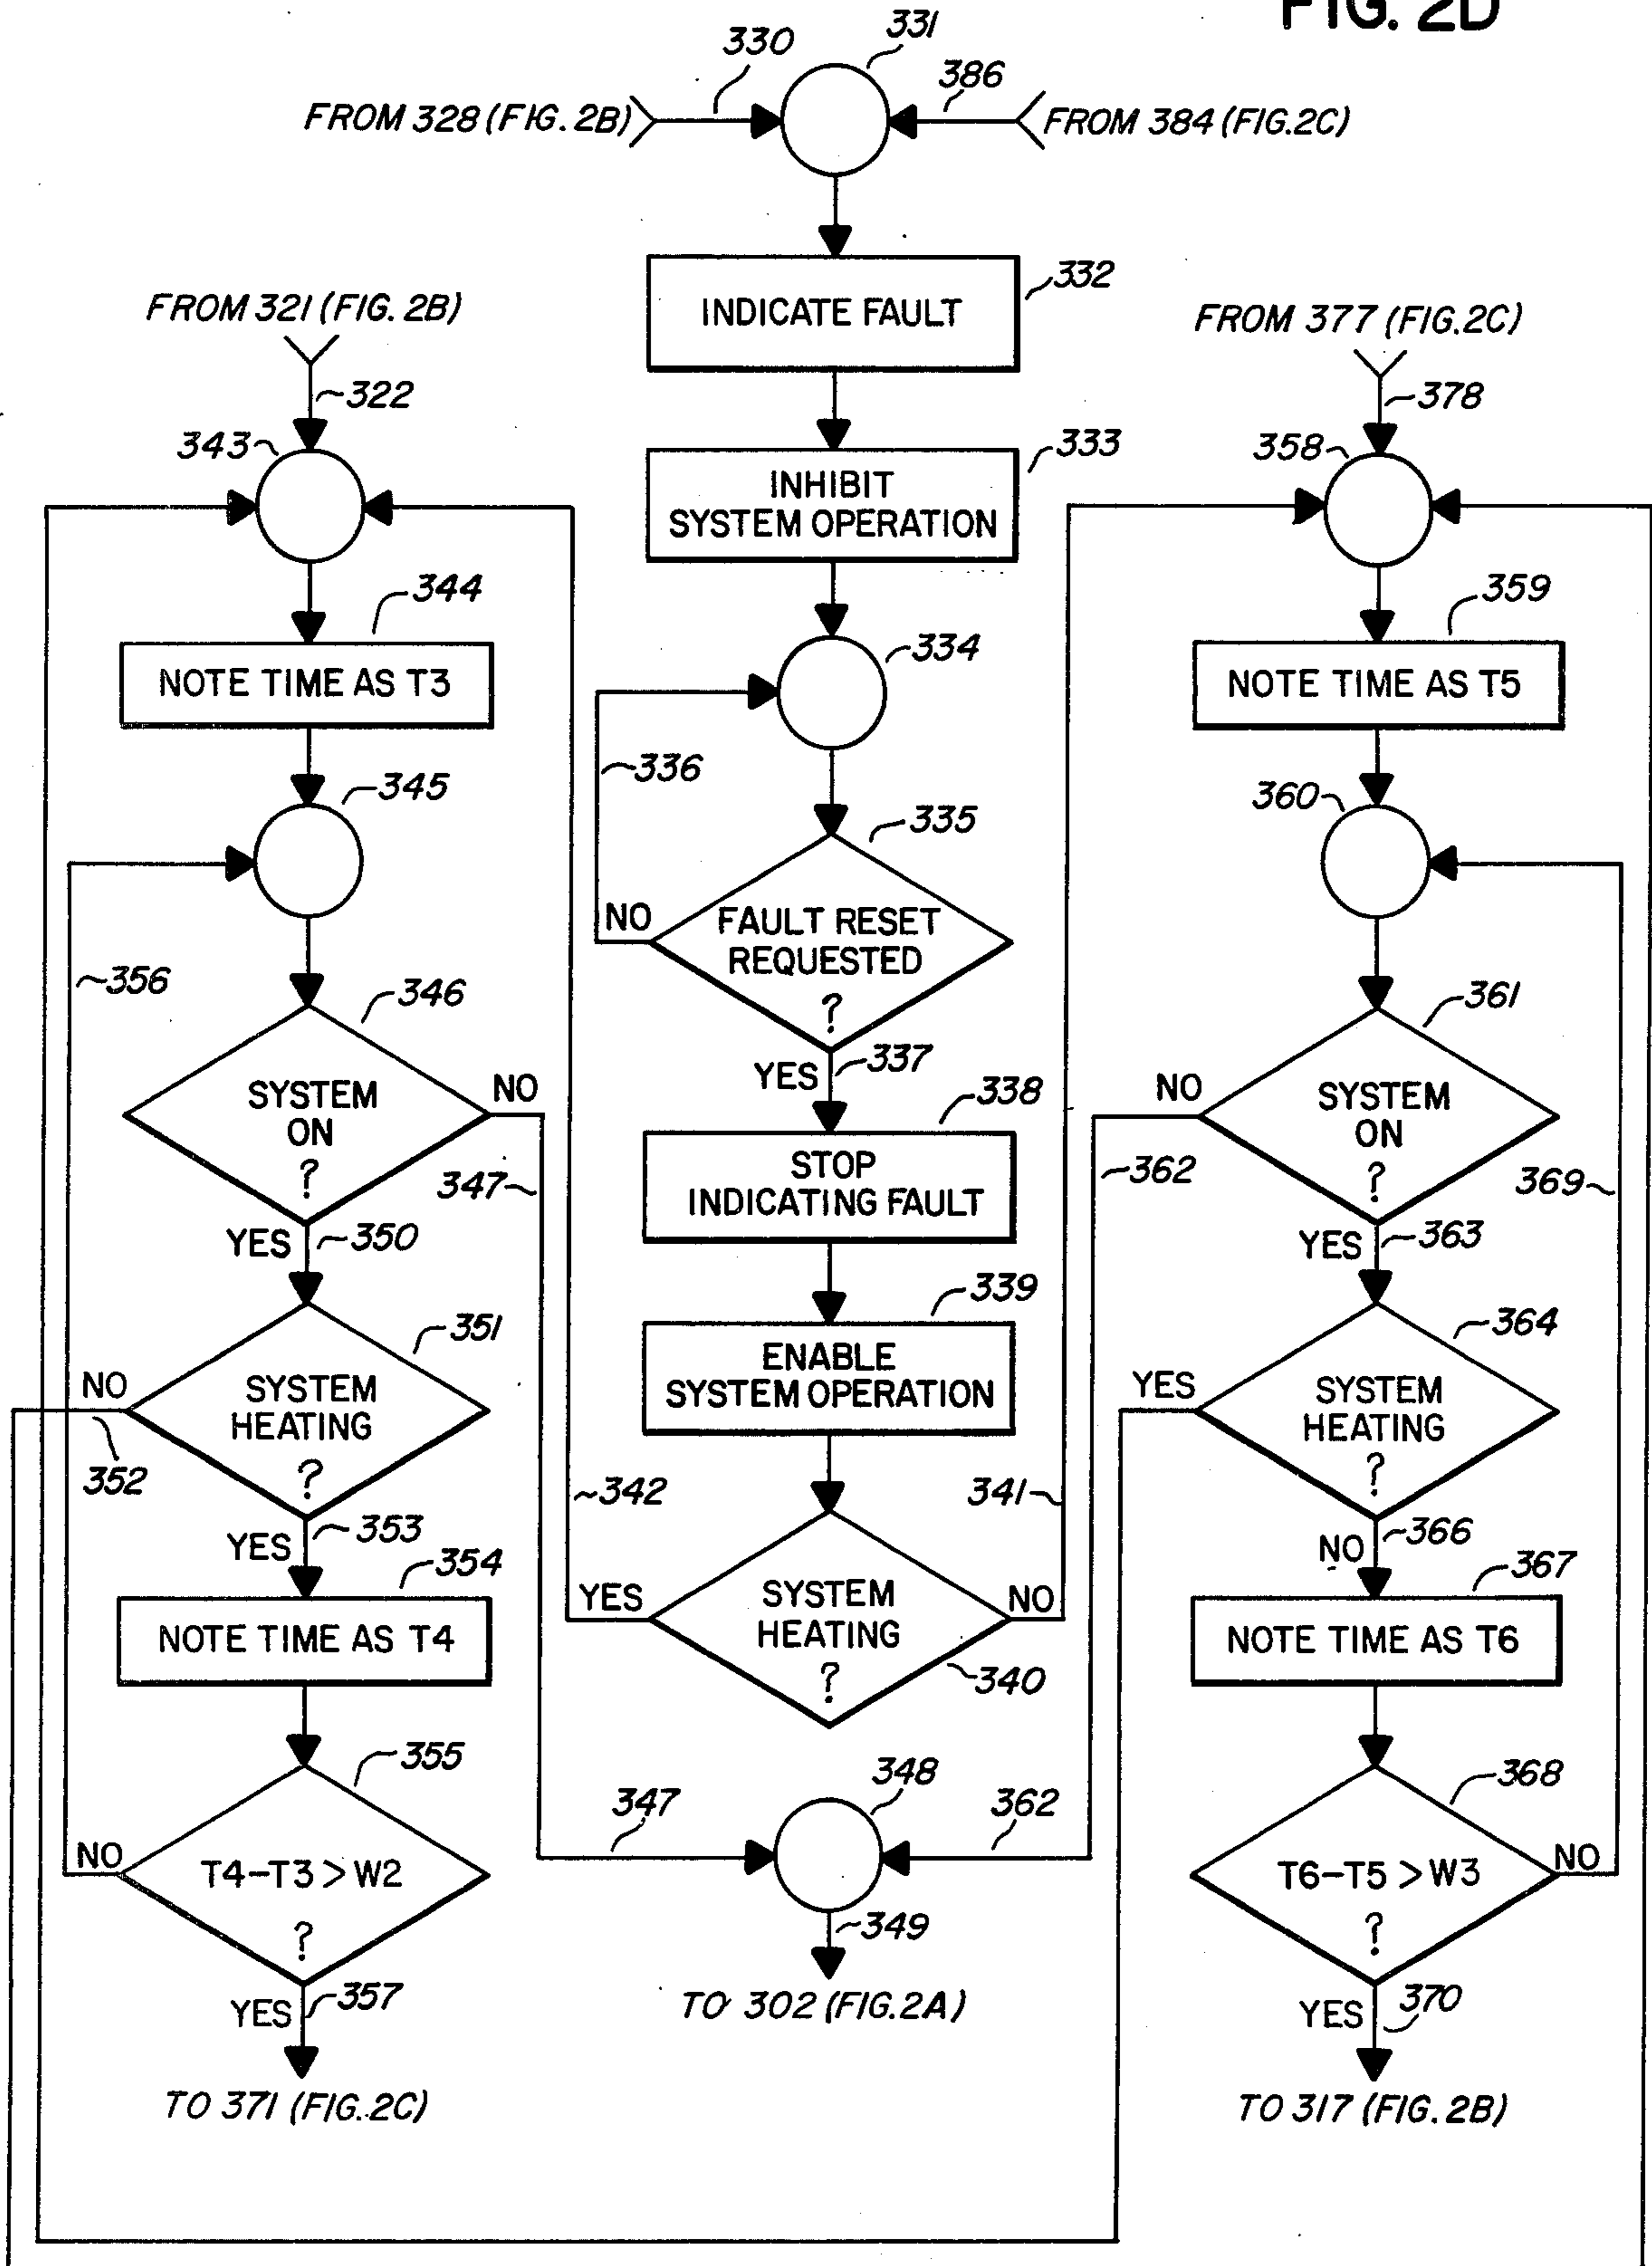 FIG. 2D
331
330
386
FROM 328 (FIG. 2B)
FROM 384 (FIG.2C)
332
INDICATE FAULT
FROM 321 (FIG. 2B)
FROM 377 (FIG.2C)
322
378
343
333
358
INHIBIT
SYSTEM OPERATION
344
359
334
NOTE TIME AS T3
NOTE TIME AS T5
336
345
360
335
NO
FAULT RESET
REQUESTED
?
356
346
361
YES
337
338
SYSTEM
ON
?
NO
NO
SYSTEM
ON
?
STOP
INDICATING FAULT
347
362
369
YES
350
YES
363
339
351
364
ENABLE
SYSTEM OPERATION
NO
SYSTEM
HEATING
?
YES
SYSTEM
HEATING
?
352
342
341
YES
353
NO
366
354
367
YES
SYSTEM
HEATING
?
NO
NOTE TIME AS T4
NOTE TIME AS T6
340
355
348
368
347
362
NO
T4-T3 > W2
?
T6-T5 > W3
?
NO
349
YES
357
YES
370
TO 302 (FIG.2A)
TO 371 (FIG.2C)
TO 317 (FIG.2B)